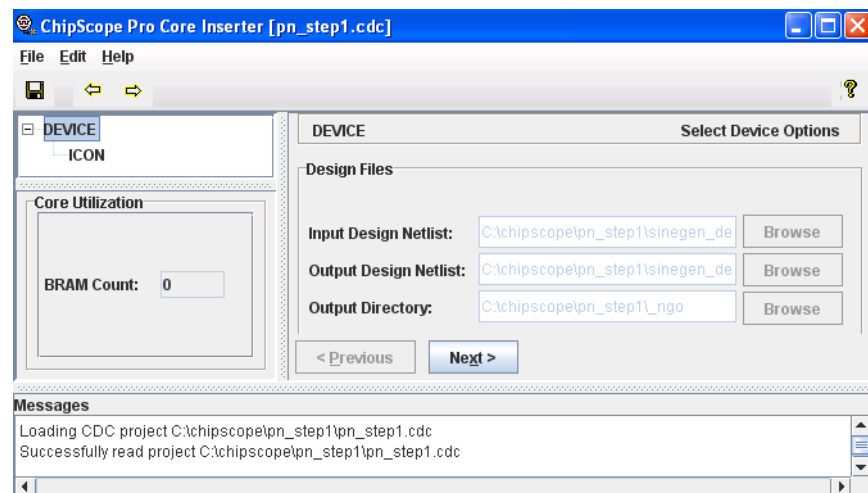 ChipScope Pro Core Inserter [pn_step1.cdc]
File Edit Help
DEVICE
ICON
Core Utilization
BRAM Count: 0
DEVICE Select Device Options
Design Files
Input Design Netlist: C:\chipscope\pn_step1\sinegen_de Browse
Output Design Netlist: C:\chipscope\pn_step1\sinegen_de Browse
Output Directory: C:\chipscope\pn_step1\_ngo Browse
< Previous Next >
Messages
Loading CDC project C:\chipscope\pn_step1\pn_step1.cdc
Successfully read project C:\chipscope\pn_step1\pn_step1.cdc